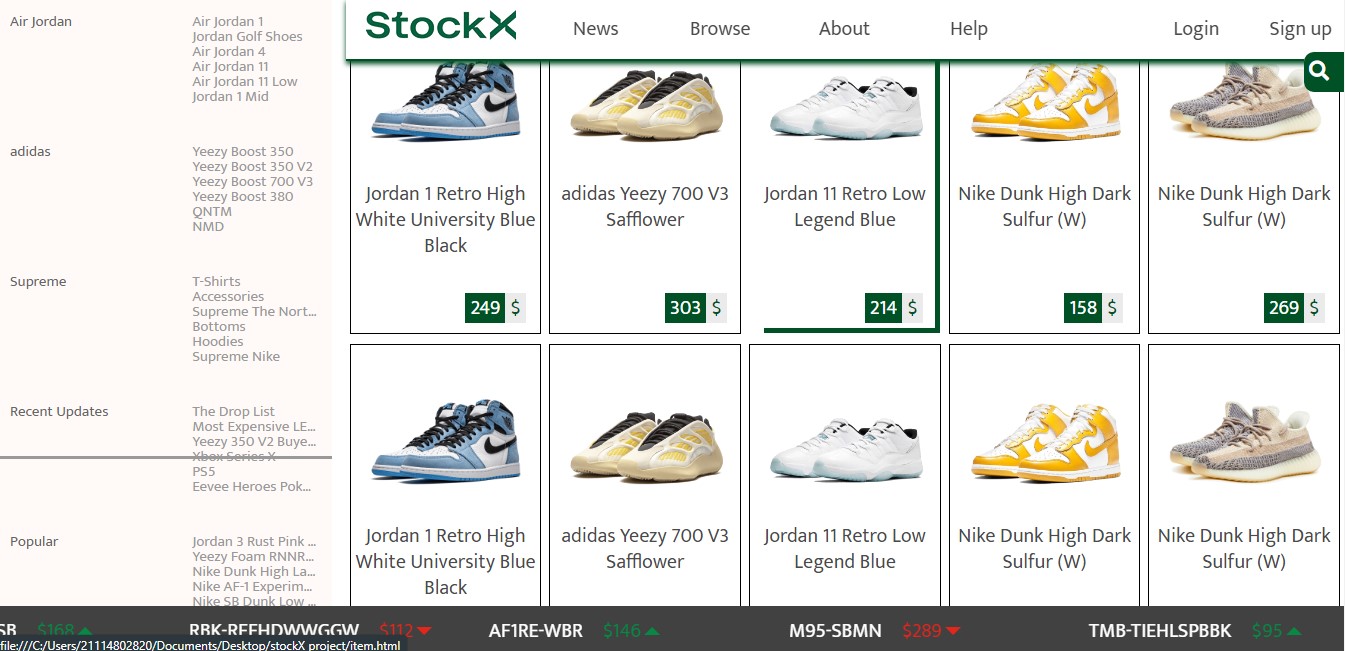 Air Jordan
Air Jordan 1
Jordan Golf Shoes
Air Jordan 4
Air Jordan 11
Air Jordan 11 Low
Jordan 1 Mid
adidas
Yeezy Boost 350
Yeezy Boost 350 V2
Yeezy Boost 700 V3
Yeezy Boost 380
QNTM
NMD
Supreme
T-Shirts
Accessories
Supreme The Nort...
Bottoms
Hoodies
Supreme Nike
Recent Updates
The Drop List
Most Expensive LE...
Yeezy 350 V2 Buye...
Xbox Series X
PS5
Eevee Heroes Pok...
Popular
Jordan 3 Rust Pink ...
Yeezy Foam RNNR...
Nike Dunk High La...
Nike AF-1 Experim...
Nike SB Dunk Low ...
StockX
News
Browse
About
Help
Login
Sign up
Jordan 1 Retro High
White University Blue
Black
249 $
adidas Yeezy 700 V3
Safflower
303 $
Jordan 11 Retro Low
Legend Blue
214 $
Nike Dunk High Dark
Sulfur (W)
158 $
Nike Dunk High Dark
Sulfur (W)
269 $
Jordan 1 Retro High
White University Blue
Black
adidas Yeezy 700 V3
Safflower
Jordan 11 Retro Low
Legend Blue
Nike Dunk High Dark
Sulfur (W)
Nike Dunk High Dark
Sulfur (W)
SB $168 RBK-REFHDWWGGW $112 AF1RE-WBR $146 M95-SBMN $289 TMB-TIEHLSPBBK $95
file:///C:/Users/21114802820/Documents/Desktop/stockX project/item.html